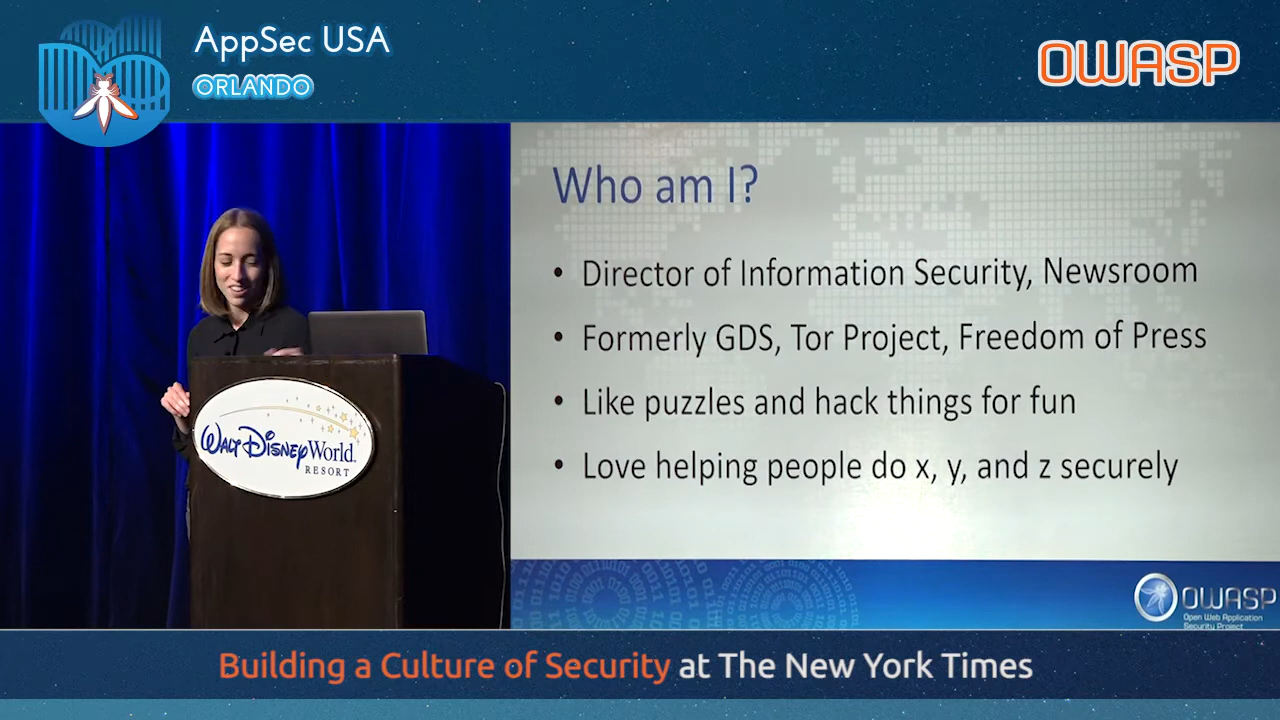 AppSec USA
ORLANDO
OWASP
Who am I?
• Director of Information Security, Newsroom
• Formerly GDS, Tor Project, Freedom of Press
• Like puzzles and hack things for fun
• Love helping people do x, y, and z securely
WALT DISNEY World.
RESORT
OWASP
Open Web Application
Security Project
Building a Culture of Security at The New York Times